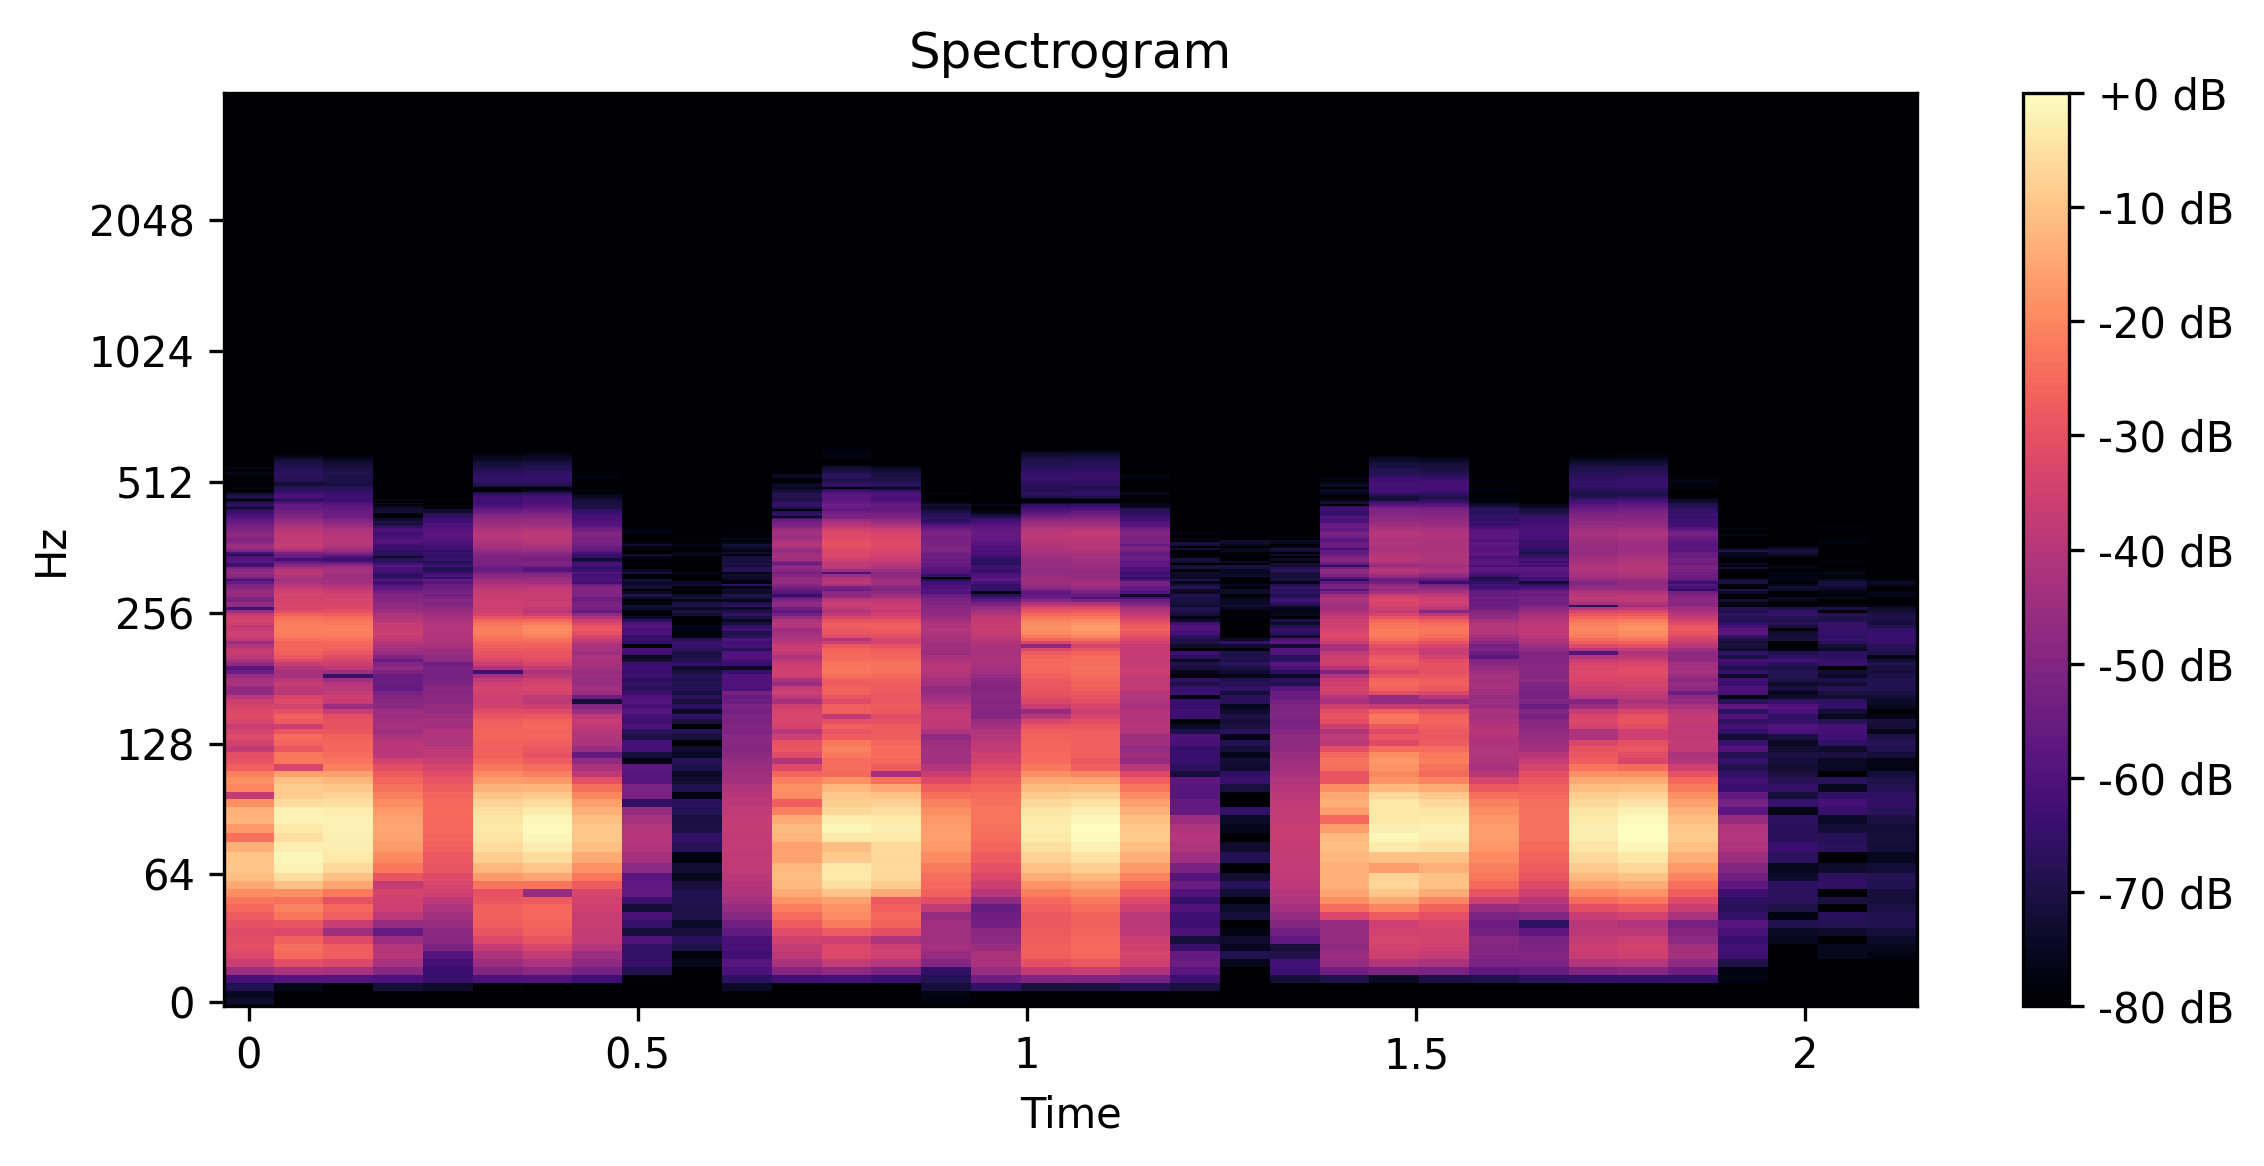 Spectrogram
+0 dB
2048
-10 dB
-20 dB
1024
-30 dB
512
-40 dB
Hz
256
-50 dB
128
-60 dB
64
-70 dB
0
-80 dB
0 0.5 1 1.5 2
Time